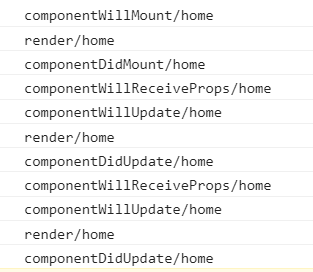 componentWillMount/home
render/home
componentDidMount/home
componentWillReceiveProps/home
componentWillUpdate/home
render/home
componentDidUpdate/home
componentWillReceiveProps/home
componentWillUpdate/home
render/home
componentDidUpdate/home